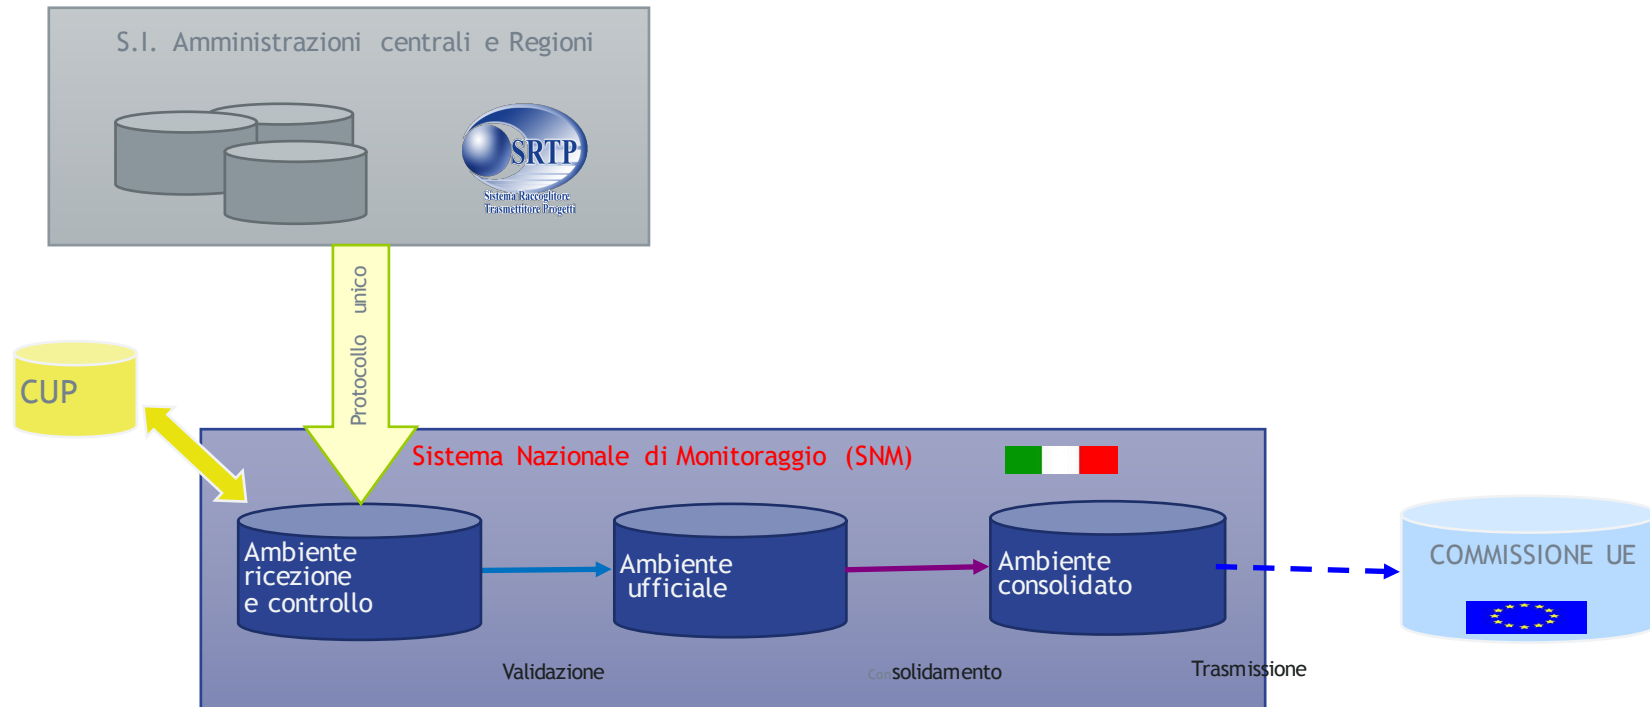 S.I. Amministrazioni centrali e Regioni
SRTP
Sistema Raccoglitore
Trasmettitore Progetti
Protocollo unico
CUP
Sistema Nazionale di Monitoraggio (SNM)
Ambiente
ricezione
e controllo
Ambiente
ufficiale
Ambiente
consolidato
COMMISSIONE UE
Validazione
Consolidamento
Trasmissione